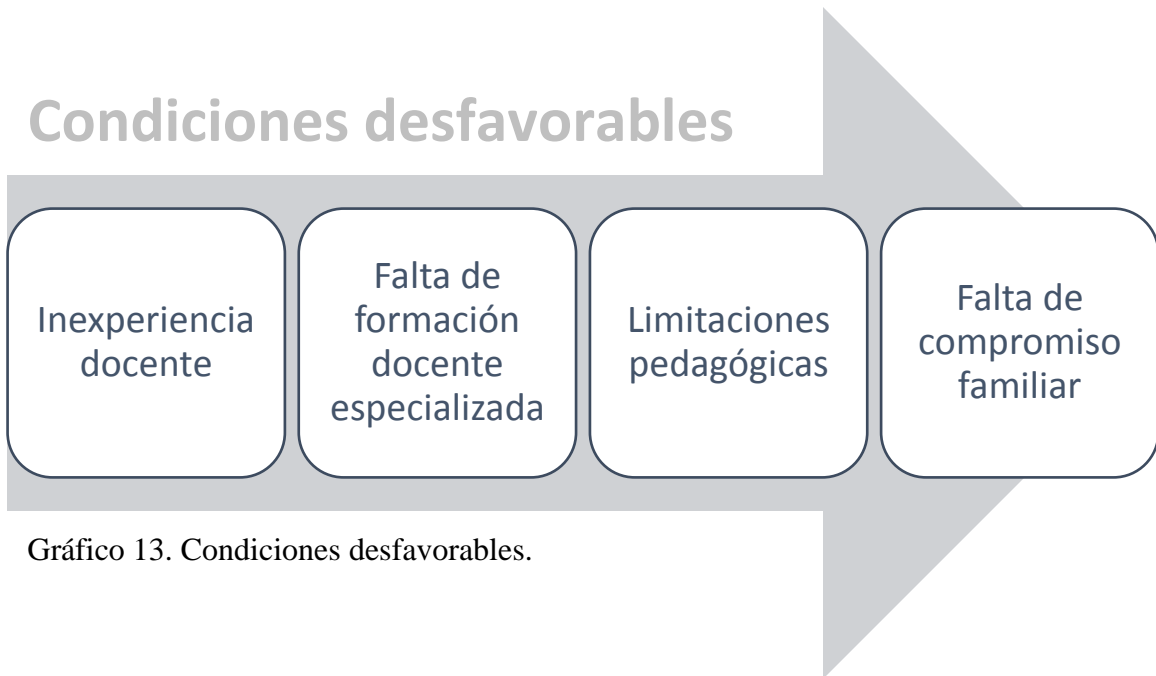 Condiciones desfavorables
Inexperiencia
docente
Falta de
formación
docente
especializada
Limitaciones
pedagógicas
Falta de
compromiso
familiar
Gráfico 13. Condiciones desfavorables.